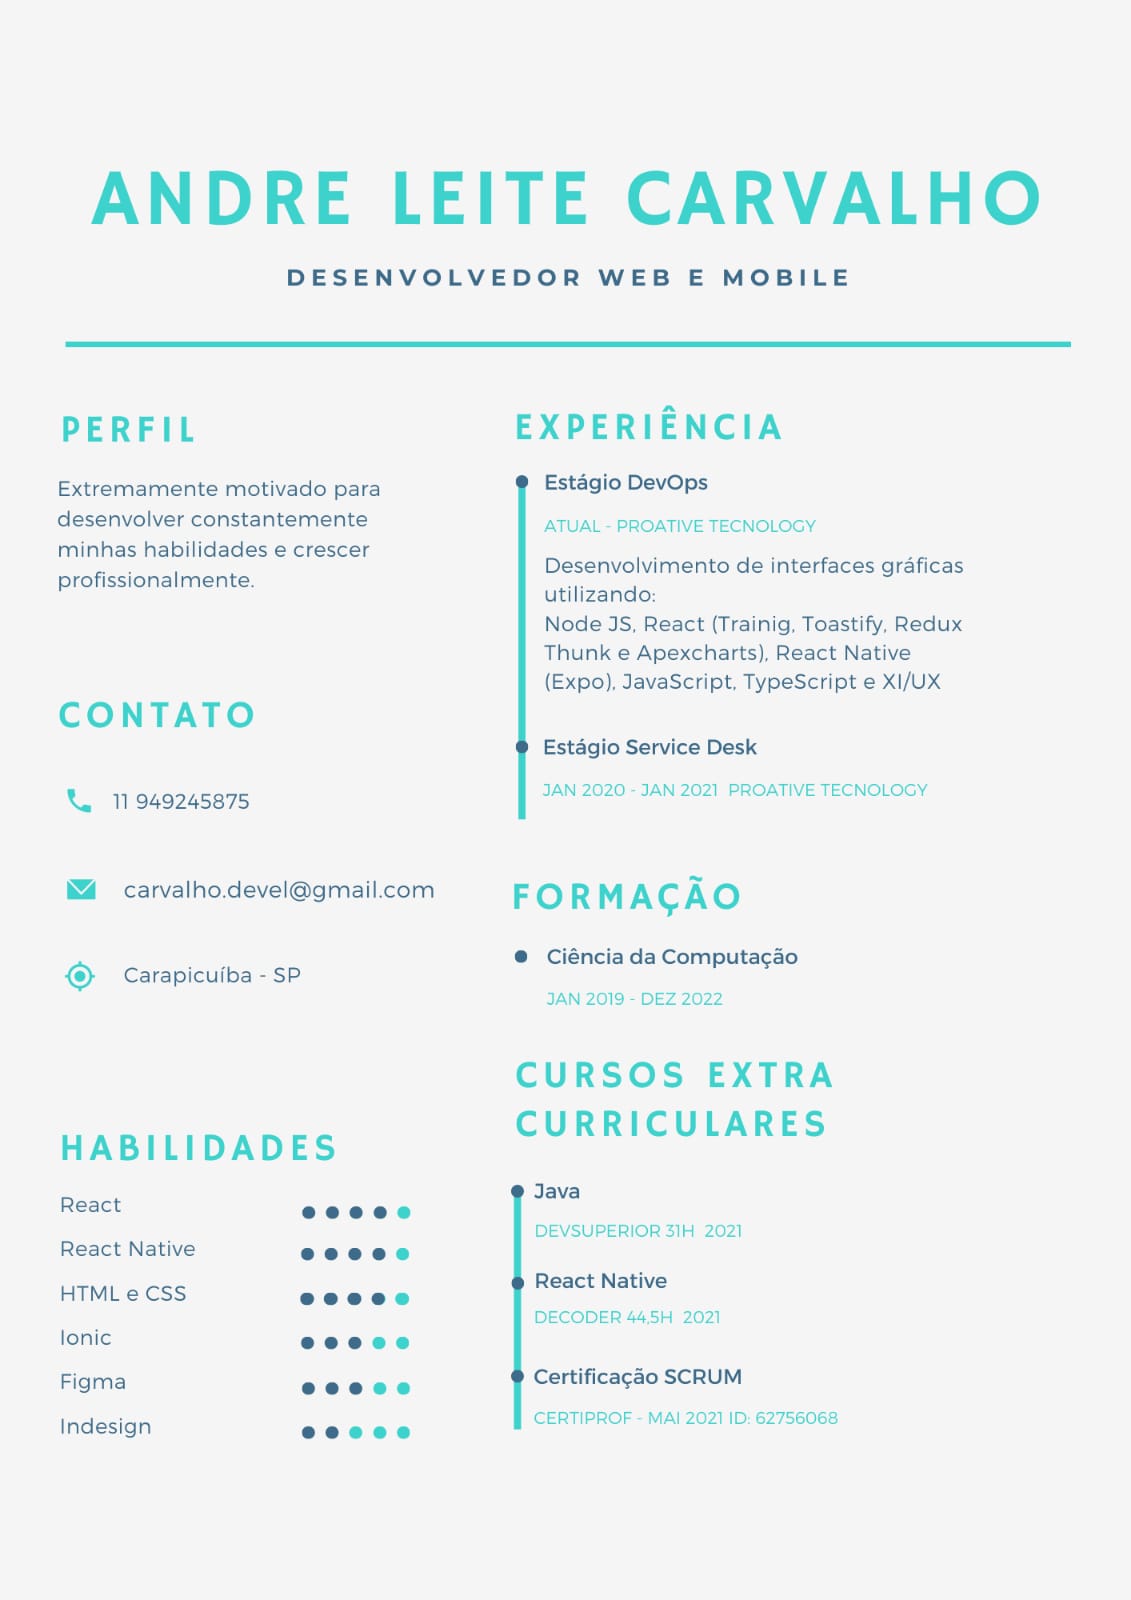 ANDRE LEITE CARVALHO
DESENVOLVEDOR WEB E MOBILE
PERFIL
Extremamente motivado para
desenvolver constantemente
minhas habilidades e crescer
profissionalmente.
CONTATO
11 949245875
carvalho.devel@gmail.com
Carapicuíba - SP
HABILIDADES
React
React Native
HTML e CSS
Ionic
Figma
Indesign
EXPERIÊNCIA
Estágio DevOps
ATUAL - PROATIVE TECNOLOGY
Desenvolvimento de interfaces gráficas
utilizando:
Node JS, React (Trainig, Toastify, Redux
Thunk e Apexcharts), React Native
(Expo), JavaScript, TypeScript e XI/UX
Estágio Service Desk
JAN 2020 - JAN 2021 PROATIVE TECNOLOGY
FORMAÇÃO
Ciência da Computação
JAN 2019 - DEZ 2022
CURSOS EXTRA
CURRICULARES
Java
DEVSUPERIOR 31H 2021
React Native
DECODER 44,5H 2021
Certificação SCRUM
CERTIPROF - MAI 2021 ID: 62756068